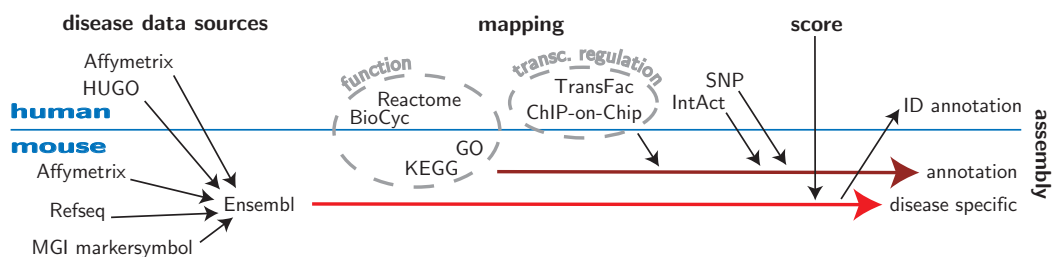 disease data sources
mapping
score
Affymetrix
HUGO
human
mouse
Affymetrix
Refseq
MGI markersymbol
Ensembl
function
Reactome
BioCyc
GO
KEGG
transc. regulation
TransFac
ChIP-on-Chip
SNP
IntAct
ID annotation
annotation
disease specific
assembly